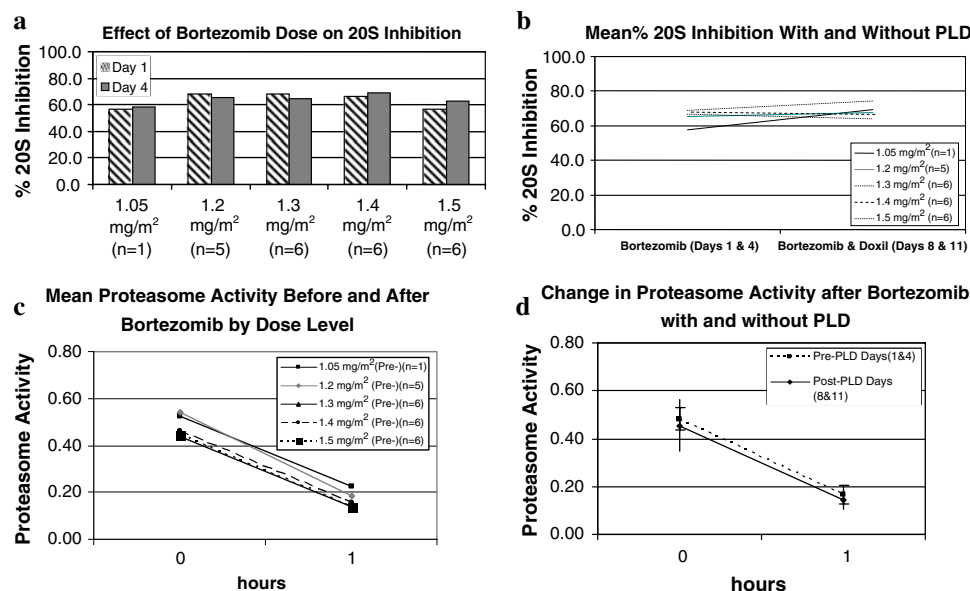 a
Effect of Bortezomib Dose on 20S Inhibition
% 20S Inhibition
100.0
80.0
60.0
40.0
20.0
0.0
Day 1
Day 4
1.05 mg/m² (n=1)
1.2 mg/m² (n=5)
1.3 mg/m² (n=6)
1.4 mg/m² (n=6)
1.5 mg/m² (n=6)
b
Mean% 20S Inhibition With and Without PLD
% 20S Inhibition
100.0
80.0
60.0
40.0
20.0
0.0
1.05 mg/m² (n=1)
1.2 mg/m² (n=5)
1.3 mg/m² (n=6)
1.4 mg/m² (n=6)
1.5 mg/m² (n=6)
Bortezomib (Days 1 & 4)
Bortezomib & Doxil (Days 8 & 11)
c
Mean Proteasome Activity Before and After
Bortezomib by Dose Level
Proteasome Activity
0.80
0.60
0.40
0.20
0.00
1.05 mg/m² (Pre-)(n=1)
1.2 mg/m² (Pre-)(n=5)
1.3 mg/m² (Pre-)(n=6)
1.4 mg/m² (Pre-)(n=6)
1.5 mg/m² (Pre-)(n=6)
0
1
hours
d
Change in Proteasome Activity after Bortezomib
with and without PLD
Proteasome Activity
0.80
0.60
0.40
0.20
0.00
Pre-PLD Days(1&4)
Post-PLD Days
(8&11)
0
1
hours